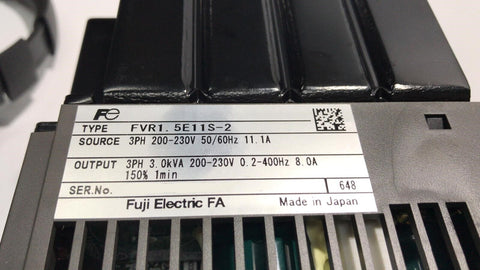 Fe
TYPE FVR1.5E11S-2
SOURCE 3PH 200-230V 50/60Hz 11.1A
OUTPUT 3PH 3.0kVA 200-230V 0.2-400Hz 8.0A
150% 1min
SER.No. 648
Fuji Electric FA Made in Japan